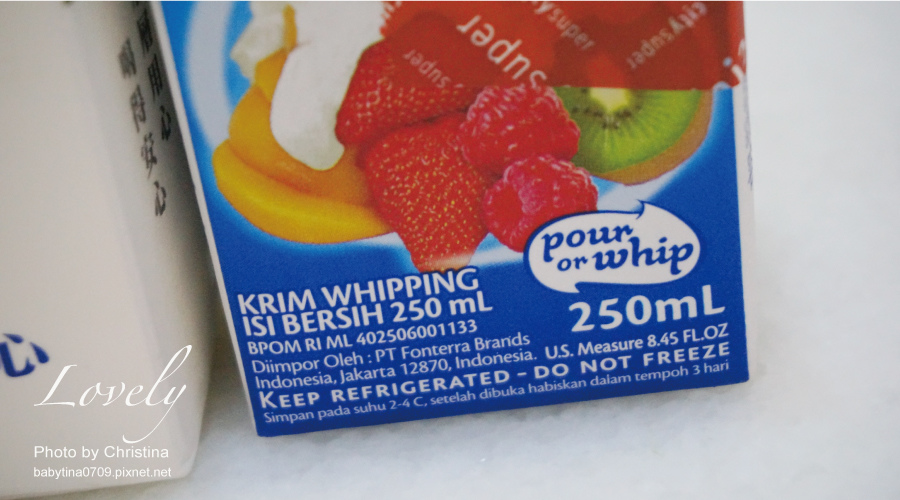 super
super
city'super
pour
or whip
KRIM WHIPPING
ISI BERSIH 250 mL
250mL
BPOM RI ML 402506001133
Diimpor Oleh : PT Fonterra Brands
Indonesia, Jakarta 12870, Indonesia.
U.S. Measure 8.45 FL.OZ
KEEP REFRIGERATED – DO NOT FREEZE
Simpan pada suhu 2-4 C, setelah dibuka habiskan dalam tempoh 3 hari
Lovely
Photo by Christina
babytina0709.pixnet.net